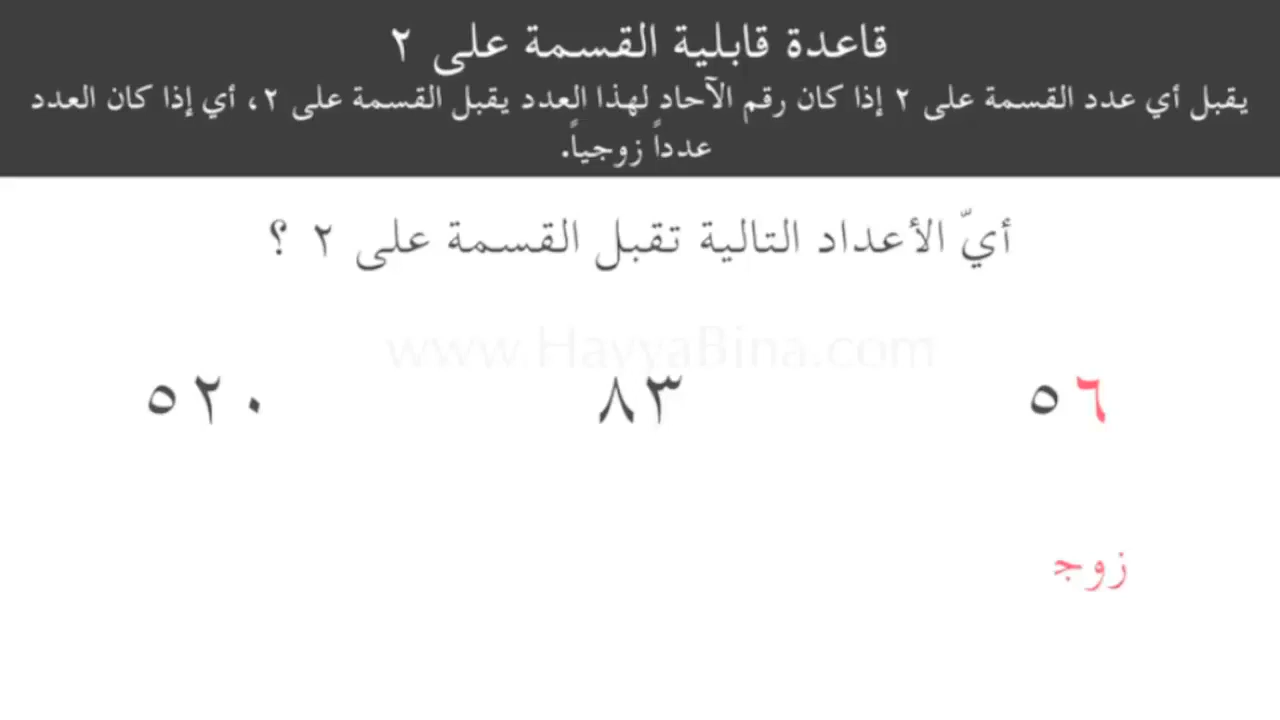 قاعدة قابلية القسمة على ٢
يقبل أي عدد القسمة على ٢ إذا كان رقم الآحاد لهذا العدد يقبل القسمة على ٢، أي إذا كان العدد
عدداً زوجياً.
أيّ الأعداد التالية تقبل القسمة على ٢ ؟
www.HayyaBina.com
٥٦ ٨٣ ٥٢٠
زوجـ